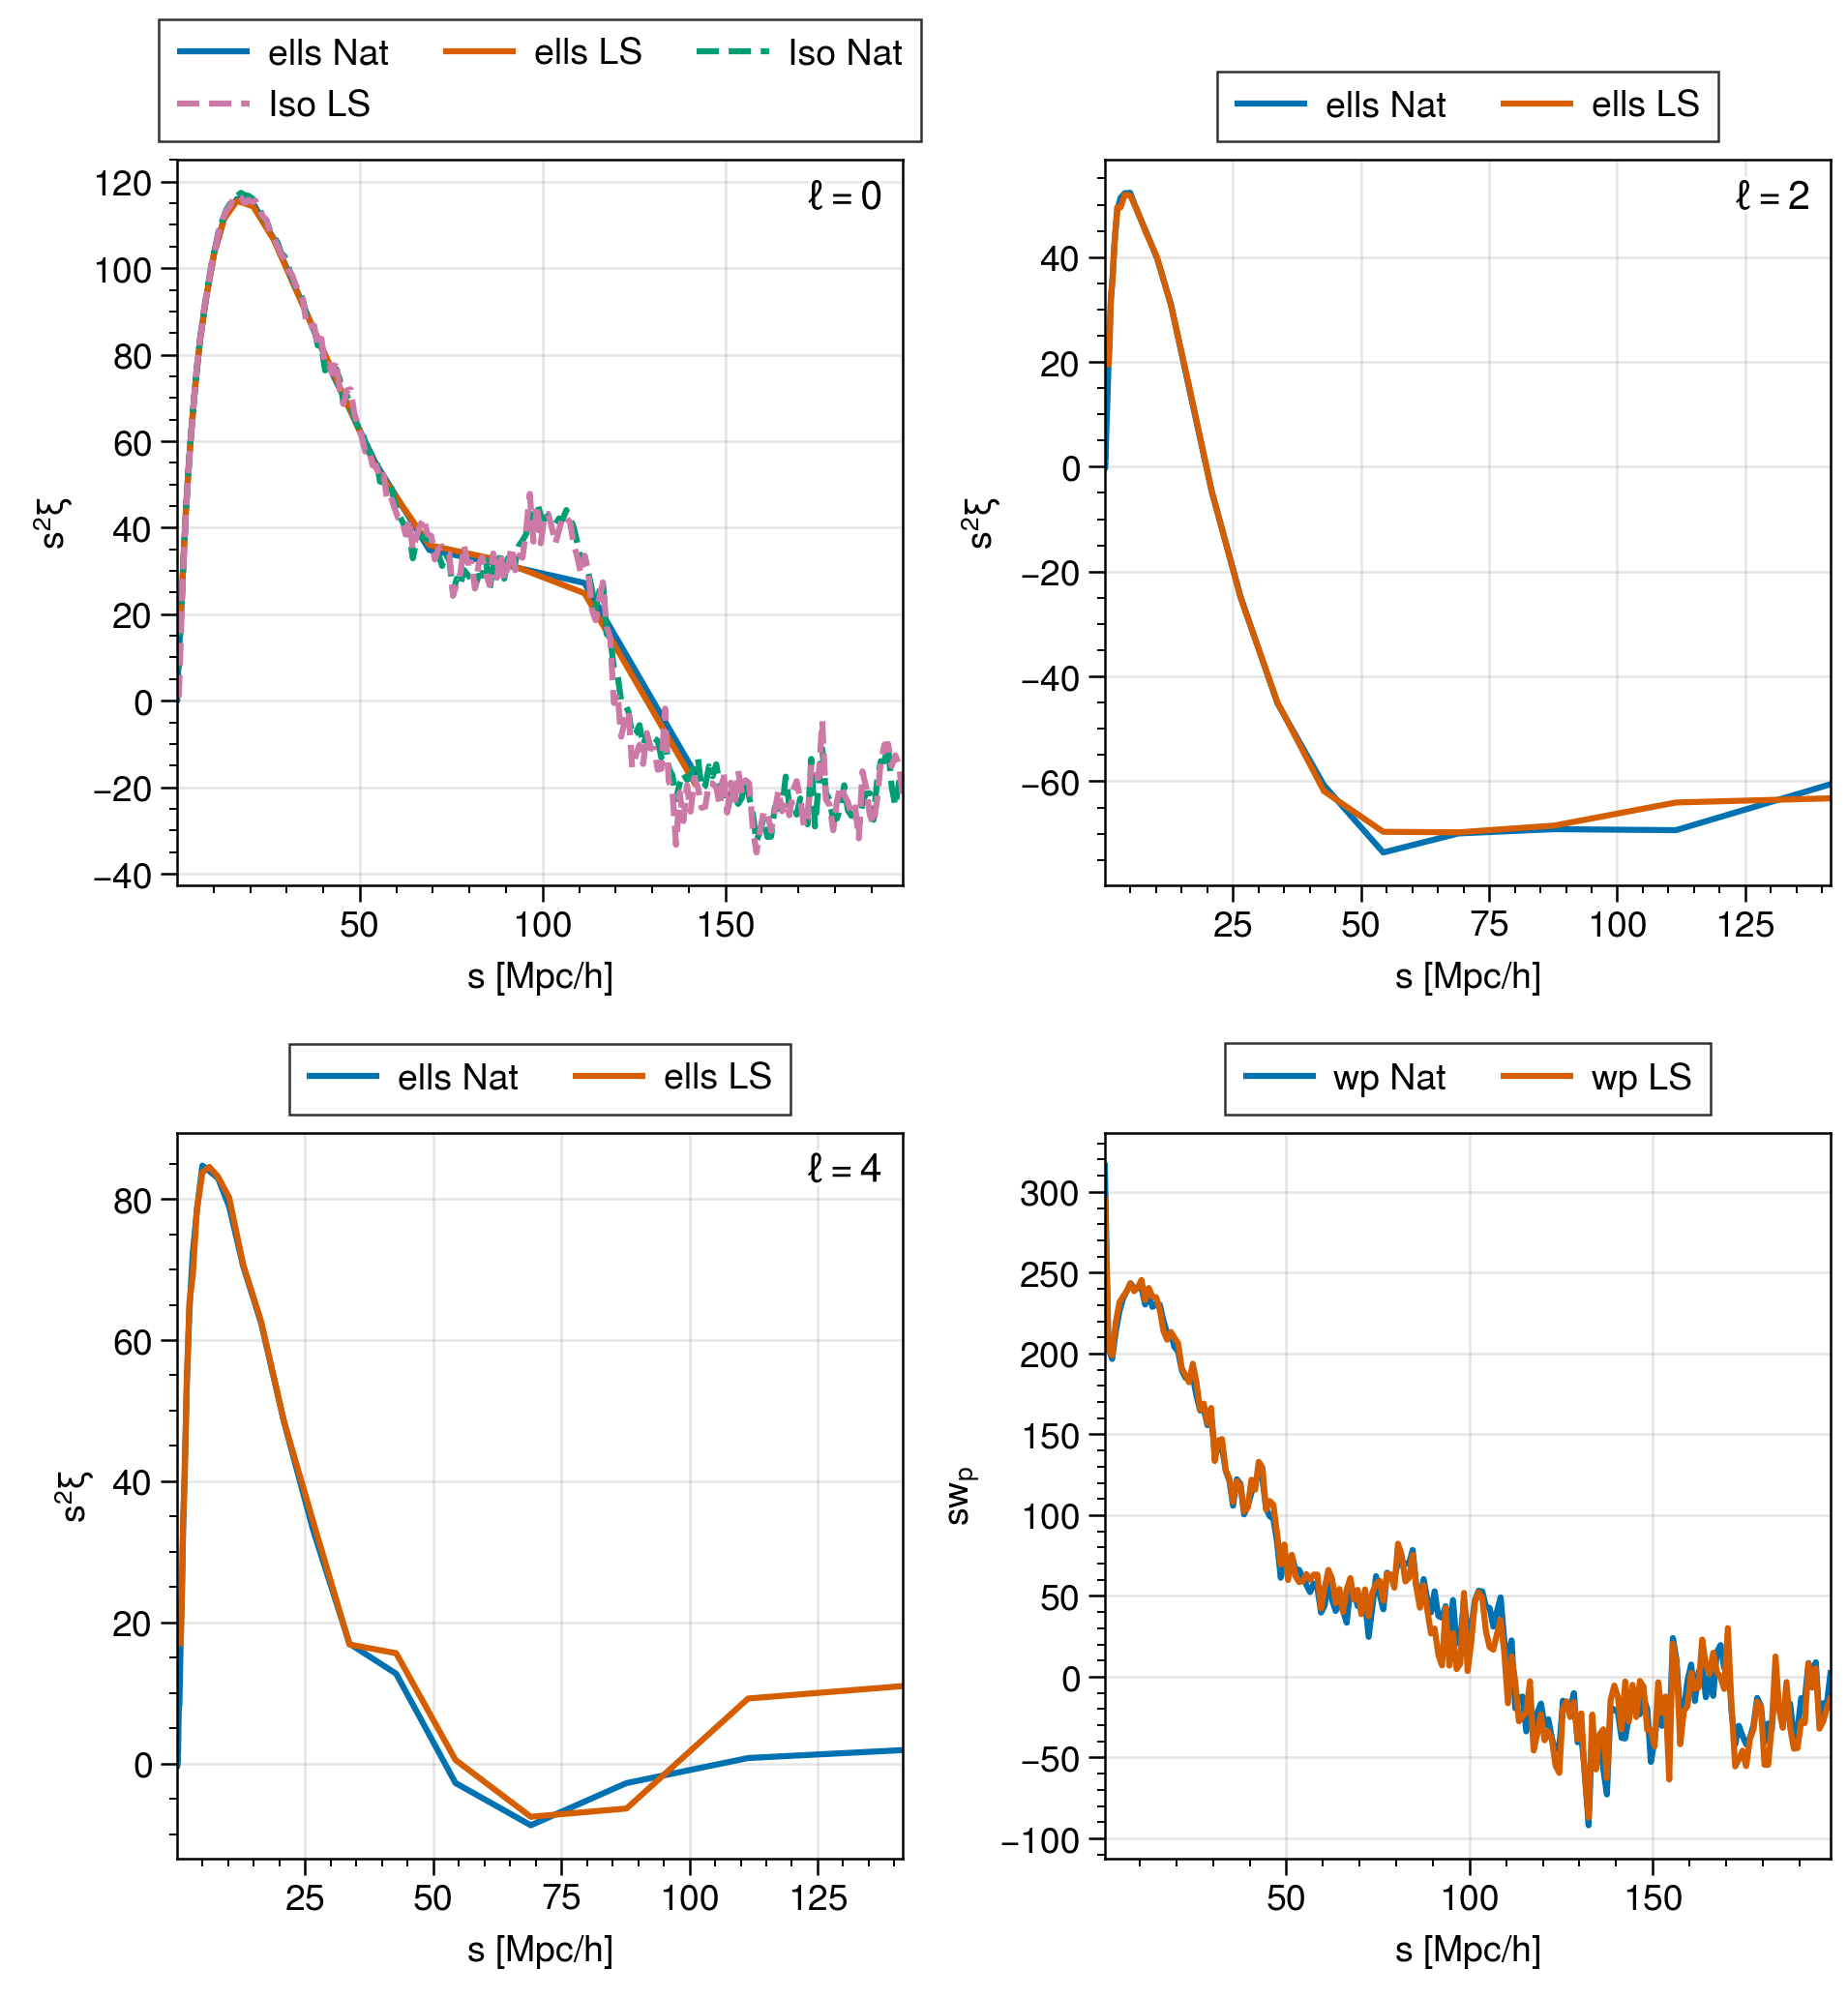 ells Nat ells LS Iso Nat
Iso LS
ells Nat ells LS
ℓ = 0
120
100
80
60
40
20
0
−20
−40
s²ξ
50 100 150
s [Mpc/h]
ℓ = 2
40
20
0
−20
−40
−60
s²ξ
25 50 75 100 125
s [Mpc/h]
ells Nat ells LS
ℓ = 4
80
60
40
20
0
s²ξ
25 50 75 100 125
s [Mpc/h]
wp Nat wp LS
300
250
200
150
100
50
0
−50
−100
swₚ
50 100 150
s [Mpc/h]